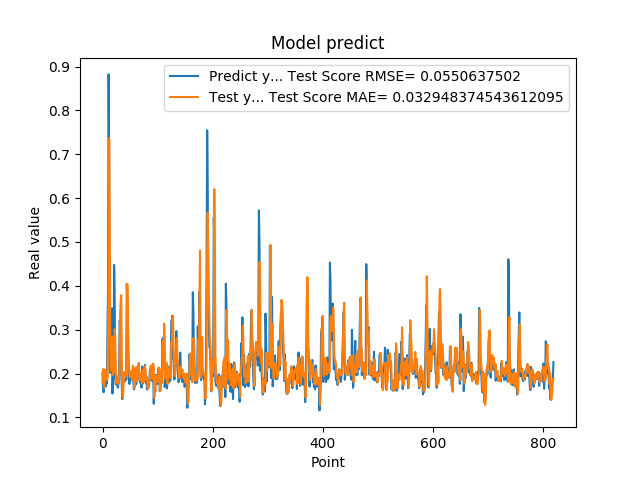 Model predict
Predict y... Test Score RMSE= 0.0550637502
Test y... Test Score MAE= 0.032948374543612095
0.9
0.8
0.7
0.6
0.5
0.4
0.3
0.2
0.1
Real value
0 200 400 600 800
Point